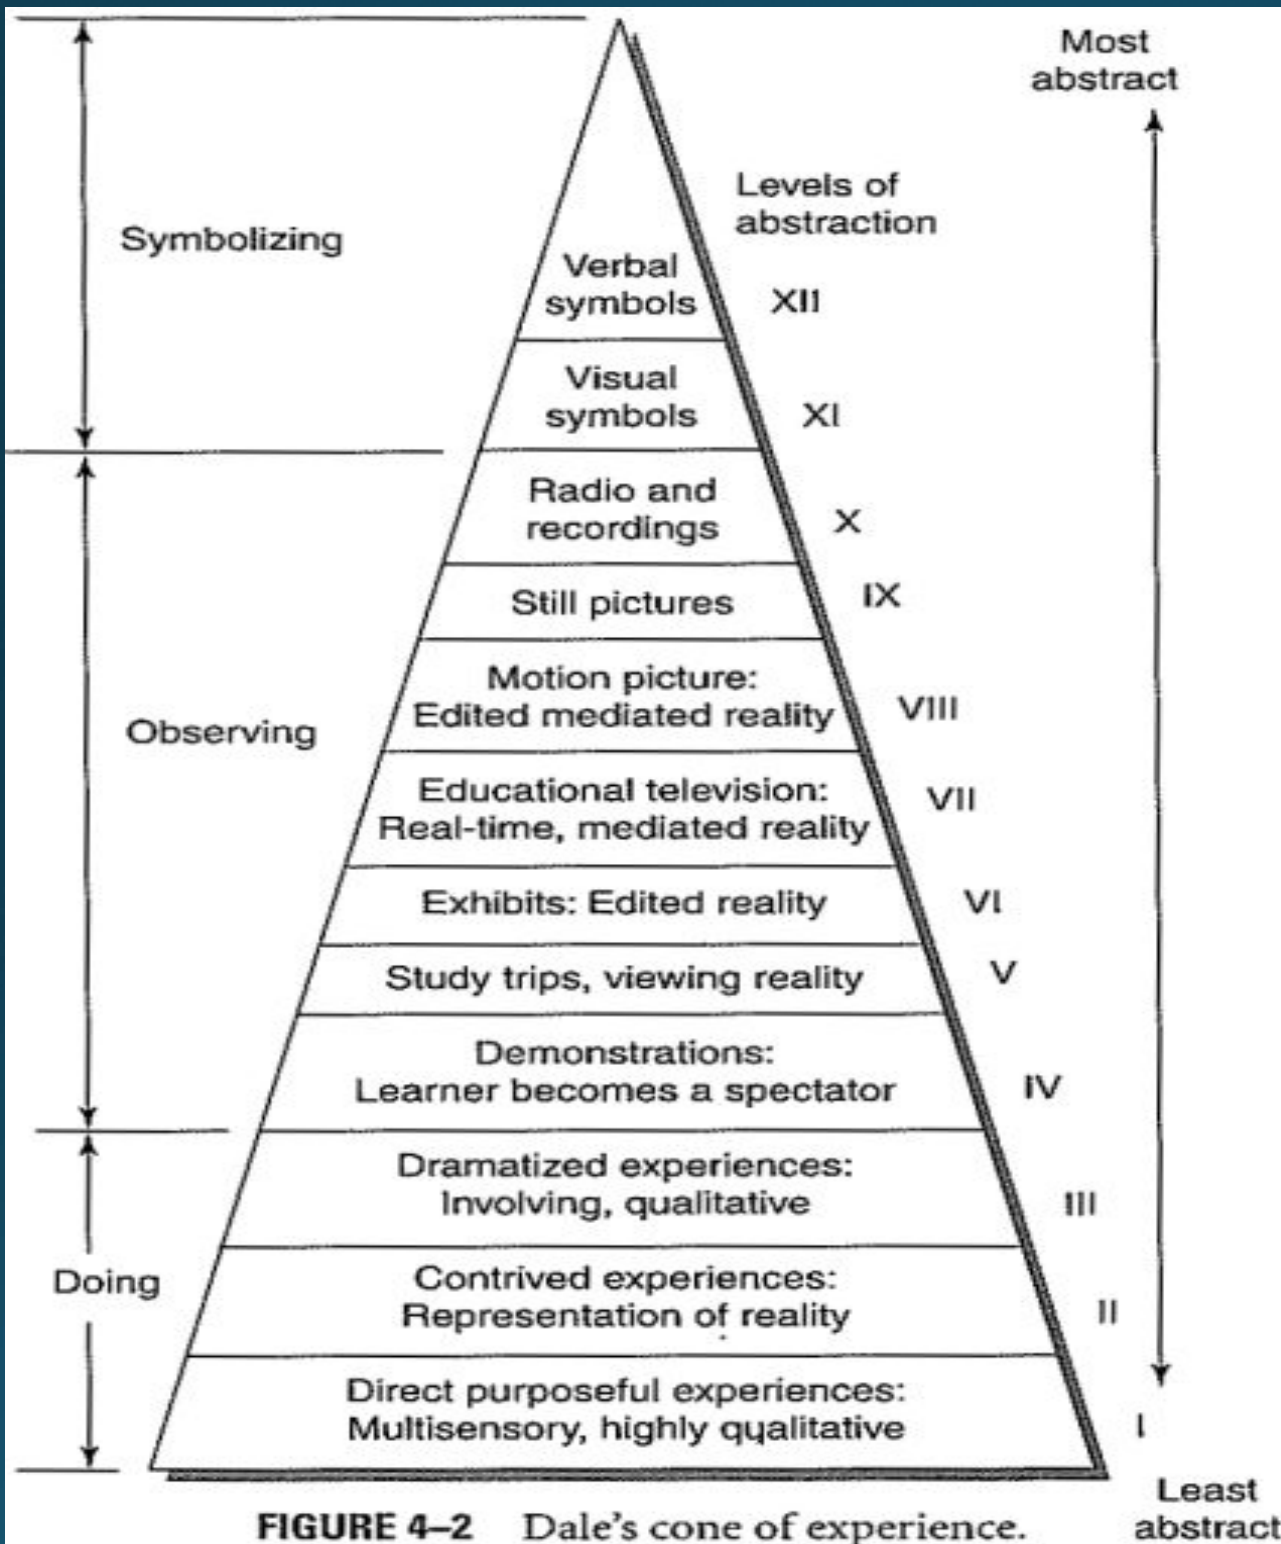 Most
abstract
Levels of
abstraction
Symbolizing
Verbal
symbols
XII
Visual
symbols
XI
Radio and
recordings
X
Still pictures
IX
Motion picture:
Edited mediated reality
VIII
Observing
Educational television:
Real-time, mediated reality
VII
Exhibits: Edited reality
VI
Study trips, viewing reality
V
Demonstrations:
Learner becomes a spectator
IV
Dramatized experiences:
Involving, qualitative
III
Doing
Contrived experiences:
Representation of reality
II
Direct purposeful experiences:
Multisensory, highly qualitative
I
Least
abstract
FIGURE 4–2 Dale's cone of experience.